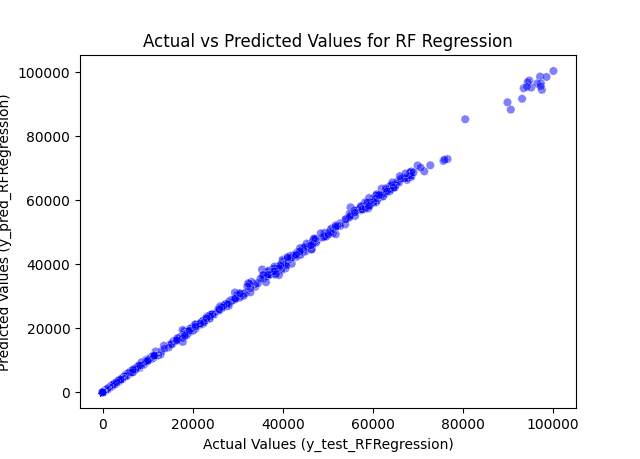 Actual vs Predicted Values for RF Regression
100000
80000
60000
40000
20000
0
Predicted Values (y_pred_RFRegression)
0 20000 40000 60000 80000 100000
Actual Values (y_test_RFRegression)